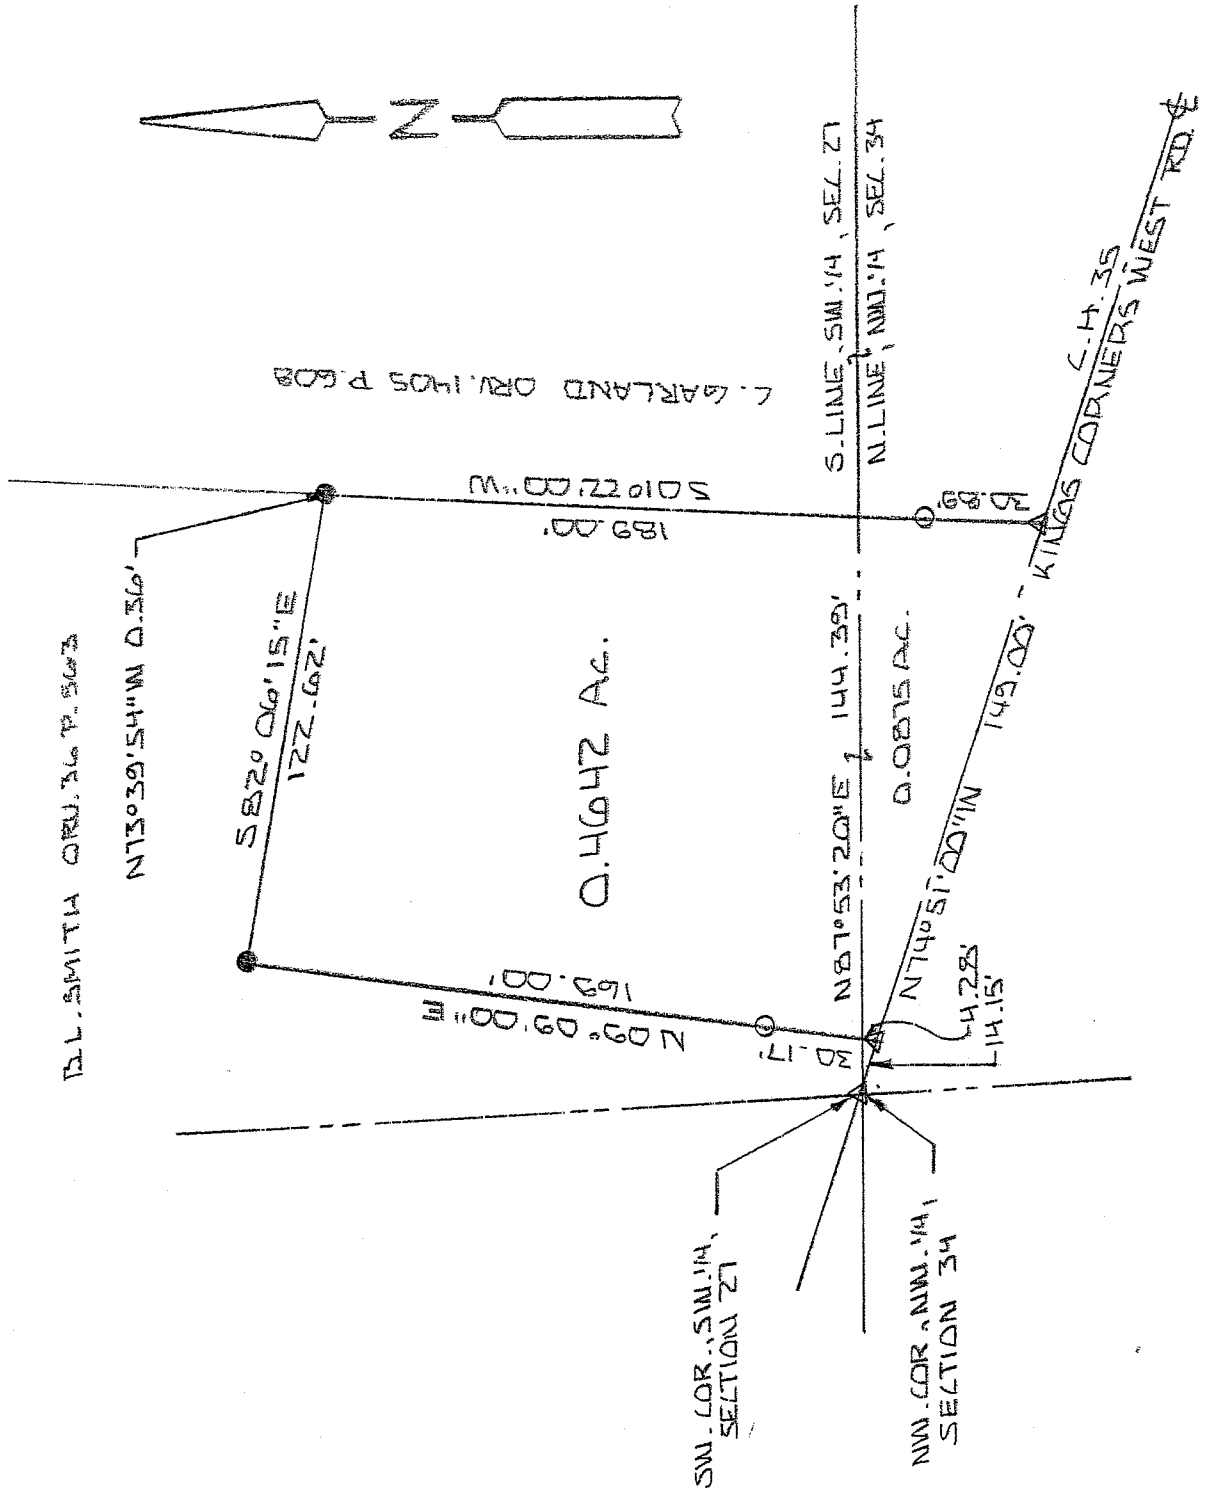 N
B.L. SMITH ORV. 36 P. 563
N73°39'54"W 0.36'
S82°06'15"E
122.62'
C. GARLAND ORV. 1405 P.608
S01°22'00"W
189.00'
30.89'
0.4642 AC.
169.00'
N 09°09'00"E
30.17'
S.LINE, SW.1/4, SEC. 27
N.LINE, NW.1/4, SEC. 34
N87°53'20"E
144.39'
0.0875 AC.
N74°51'00"W
149.00'
C.H. 35
KINGS CORNERS WEST RD. ℄
4.28'
14.15'
SW. COR., SW.1/4,
SECTION 27
NW. COR., NW. 1/4,
SECTION 34